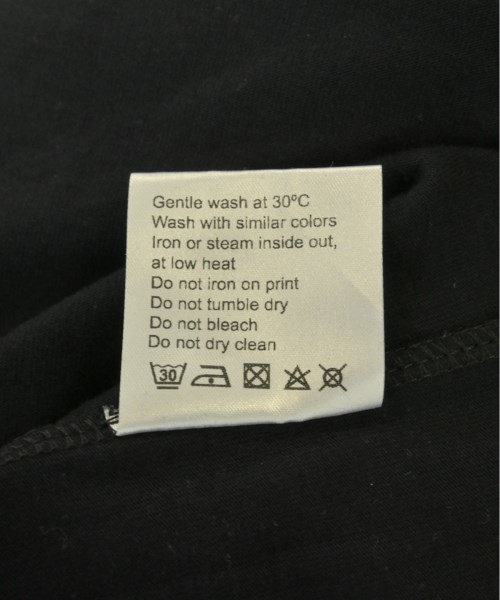 Gentle wash at 30ºC
Wash with similar colors
Iron or steam inside out,
at low heat
Do not iron on print
Do not tumble dry
Do not bleach
Do not dry clean
30